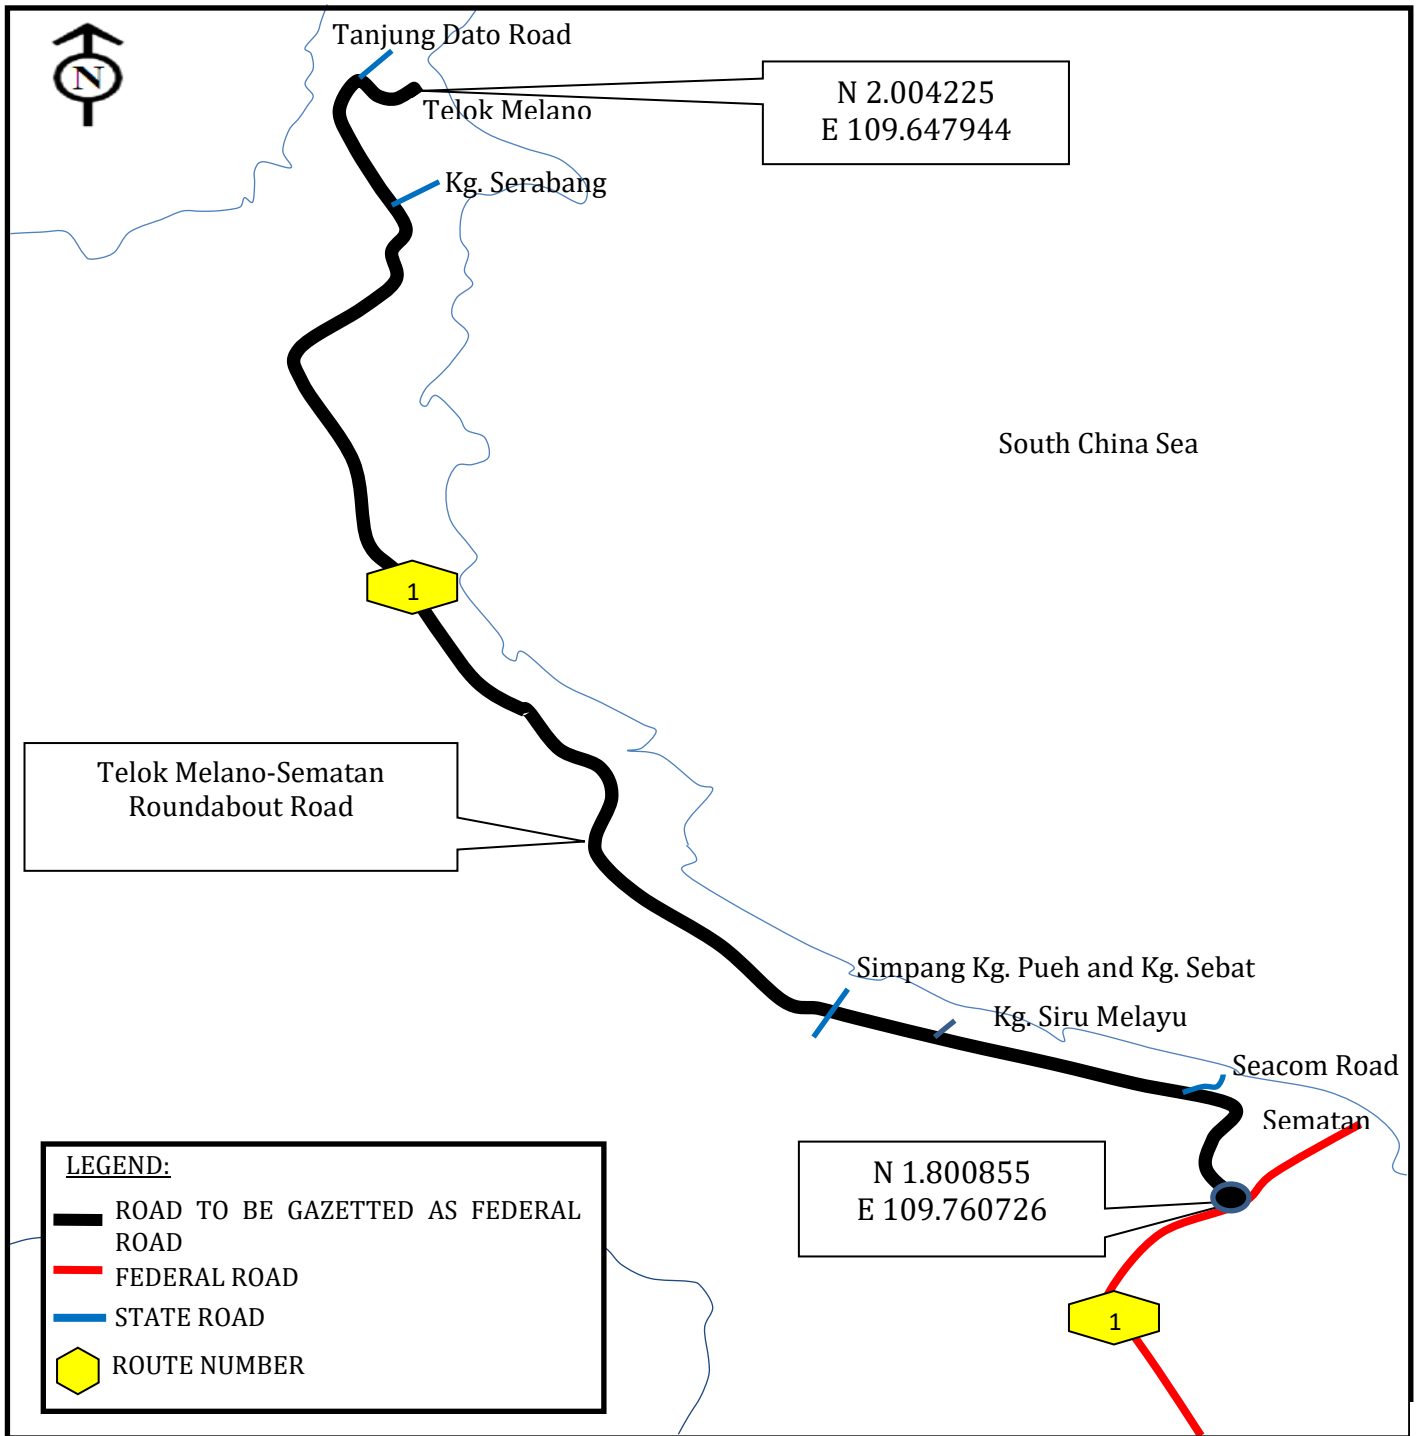 Tanjung Dato Road
N
N 2.004225
E 109.647944
Telok Melano
Kg. Serabang
South China Sea
1
Telok Melano-Sematan
Roundabout Road
Simpang Kg. Pueh and Kg. Sebat
Kg. Siru Melayu
Seacom Road
Sematan
N 1.800855
E 109.760726
1
LEGEND:
ROAD TO BE GAZETTED AS FEDERAL
ROAD
FEDERAL ROAD
STATE ROAD
ROUTE NUMBER